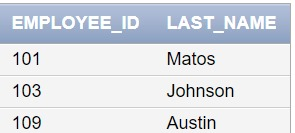 EMPLOYEE_ID LAST_NAME
101 Matos
103 Johnson
109 Austin